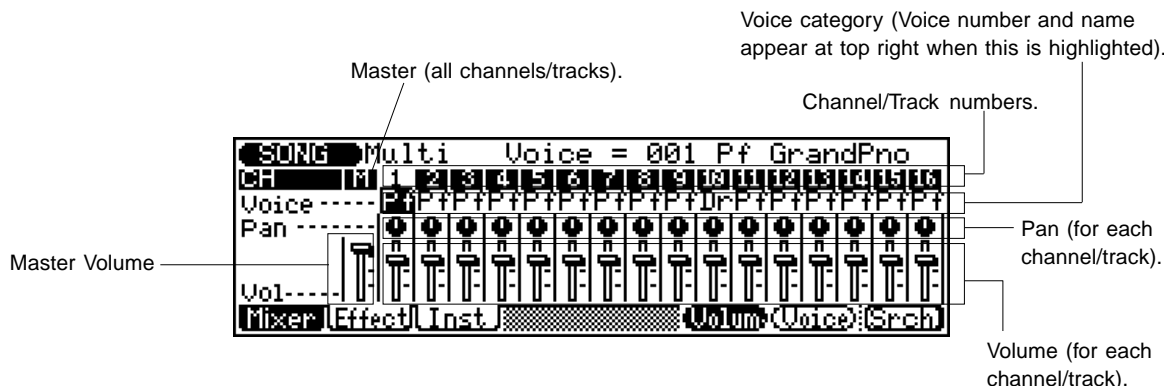 Voice category (Voice number and name
appear at top right when this is highlighted).
Master (all channels/tracks).
Channel/Track numbers.
SONG Multi Voice = 001 Pf GrandPno
CH M 1 2 3 4 5 6 7 8 9 10 11 12 13 14 15 16
Voice ----- Pf Pf Pf Pf Pf Pf Pf Pf Pf Dr Pf Pf Pf Pf Pf Pf
Pan ------
Pan (for each
channel/track).
Master Volume
Vol-----
Mixer Effect Inst. Volum (Voice) Srch
Volume (for each
channel/track).